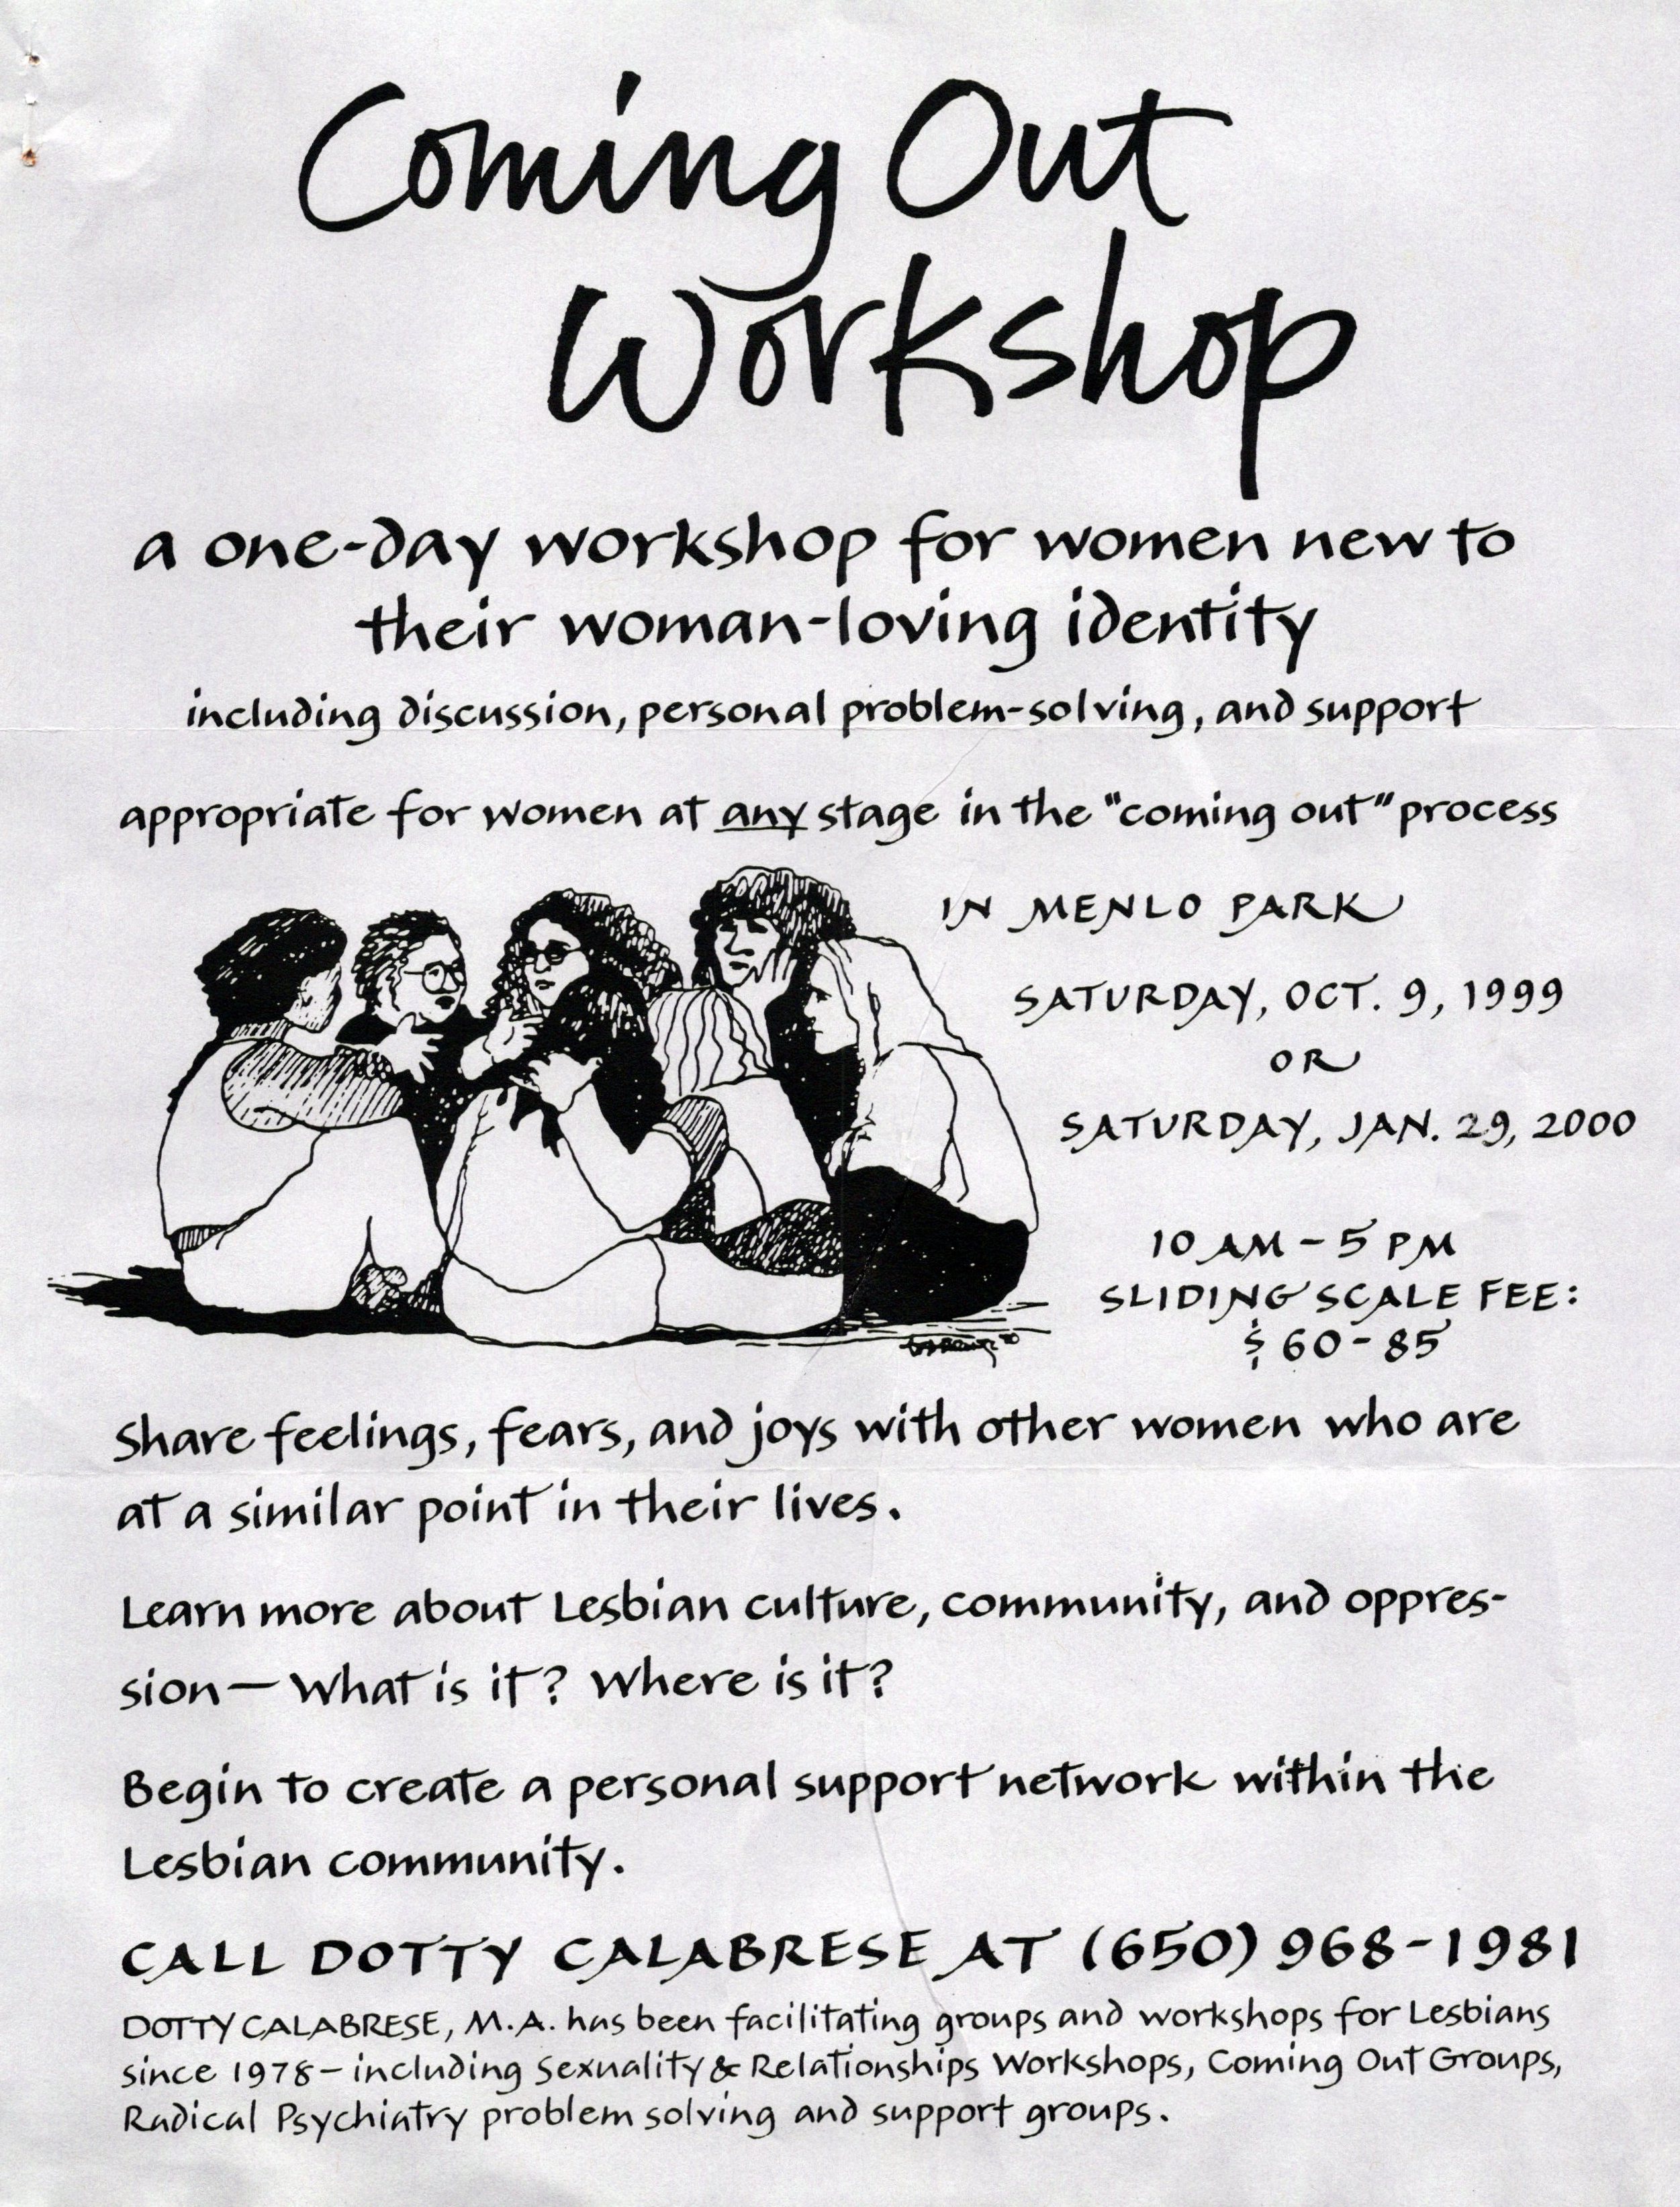 Coming Out
Workshop
a one-day workshop for women new to
their woman-loving identity
including discussion, personal problem-solving, and support
appropriate for women at any stage in the "coming out" process
IN MENLO PARK
SATURDAY, OCT. 9, 1999
OR
SATURDAY, JAN. 29, 2000
10 AM - 5 PM
SLIDING SCALE FEE:
$ 60 - 85
Share feelings, fears, and joys with other women who are
at a similar point in their lives.
Learn more about Lesbian culture, community, and oppres-
sion — What is it? Where is it?
Begin to create a personal support network within the
Lesbian community.
CALL DOTTY CALABRESE AT (650) 968-1981
DOTTY CALABRESE, M.A. has been facilitating groups and workshops for Lesbians
since 1978 - including Sexuality & Relationships Workshops, Coming Out Groups,
Radical Psychiatry problem solving and support groups.